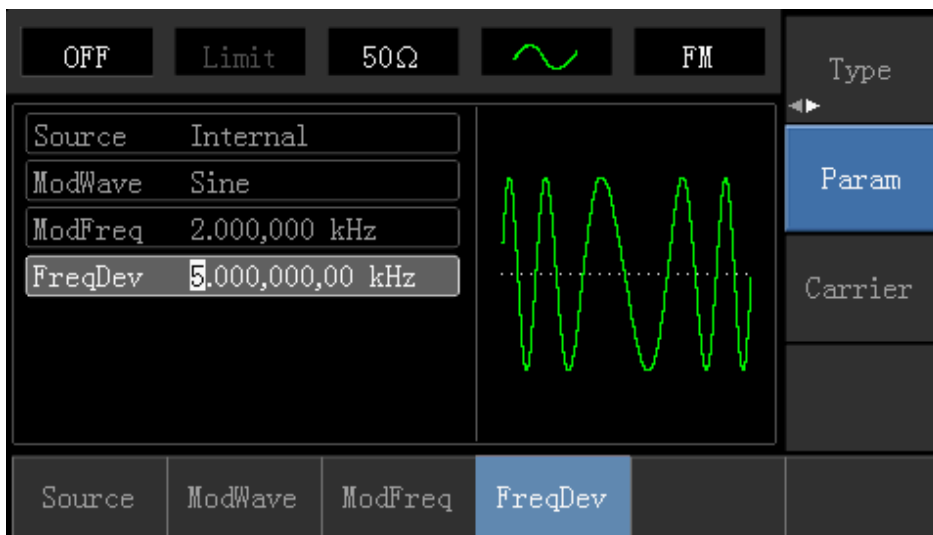 OFF Limit 50Ω FM
Type
Source Internal
ModWave Sine
ModFreq 2.000,000 kHz
FreqDev 5.000,000,00 kHz
Param
Carrier
Source ModWave ModFreq FreqDev